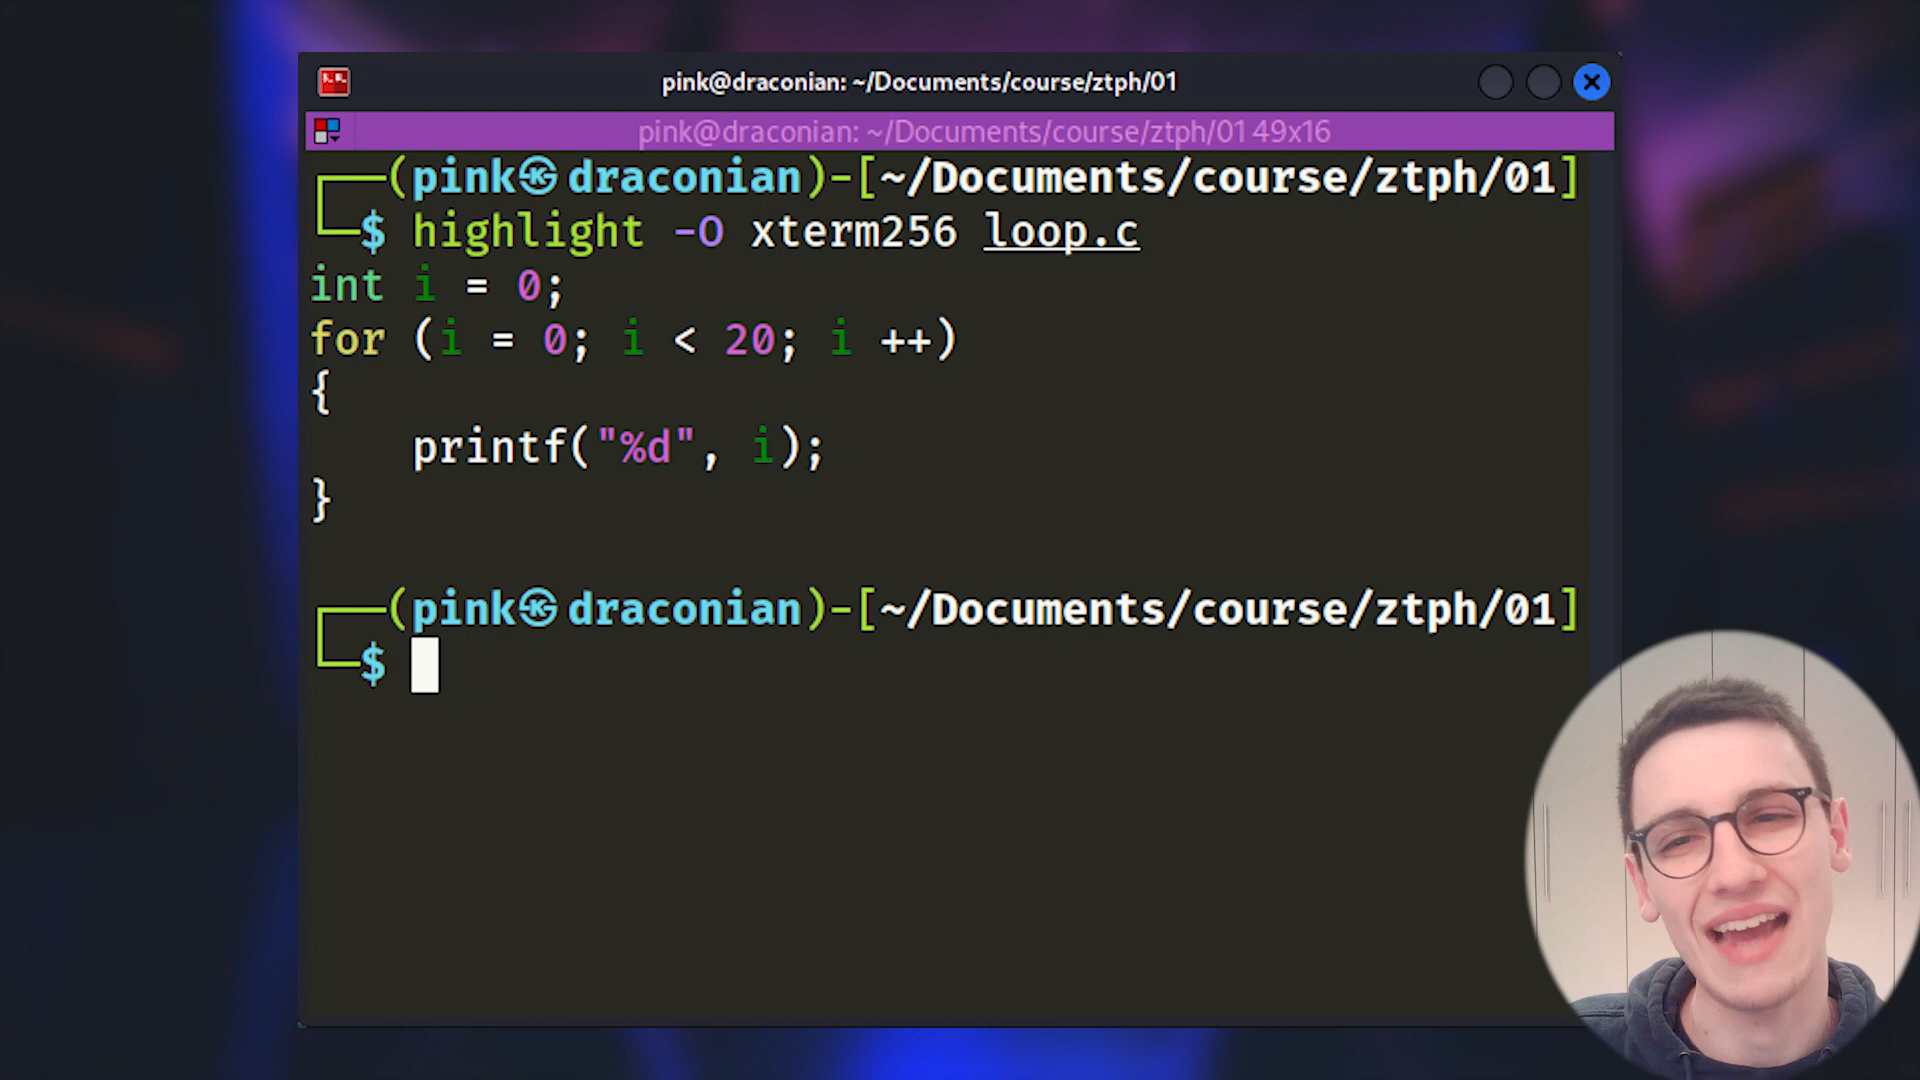 pink@draconian: ~/Documents/course/ztph/01
pink@draconian: ~/Documents/course/ztph/01 49x16
┌──(pink㉿draconian)-[~/Documents/course/ztph/01]
└─$ highlight -O xterm256 loop.c
int i = 0;
for (i = 0; i < 20; i ++)
{
    printf("%d", i);
}
┌──(pink㉿draconian)-[~/Documents/course/ztph/01]
└─$